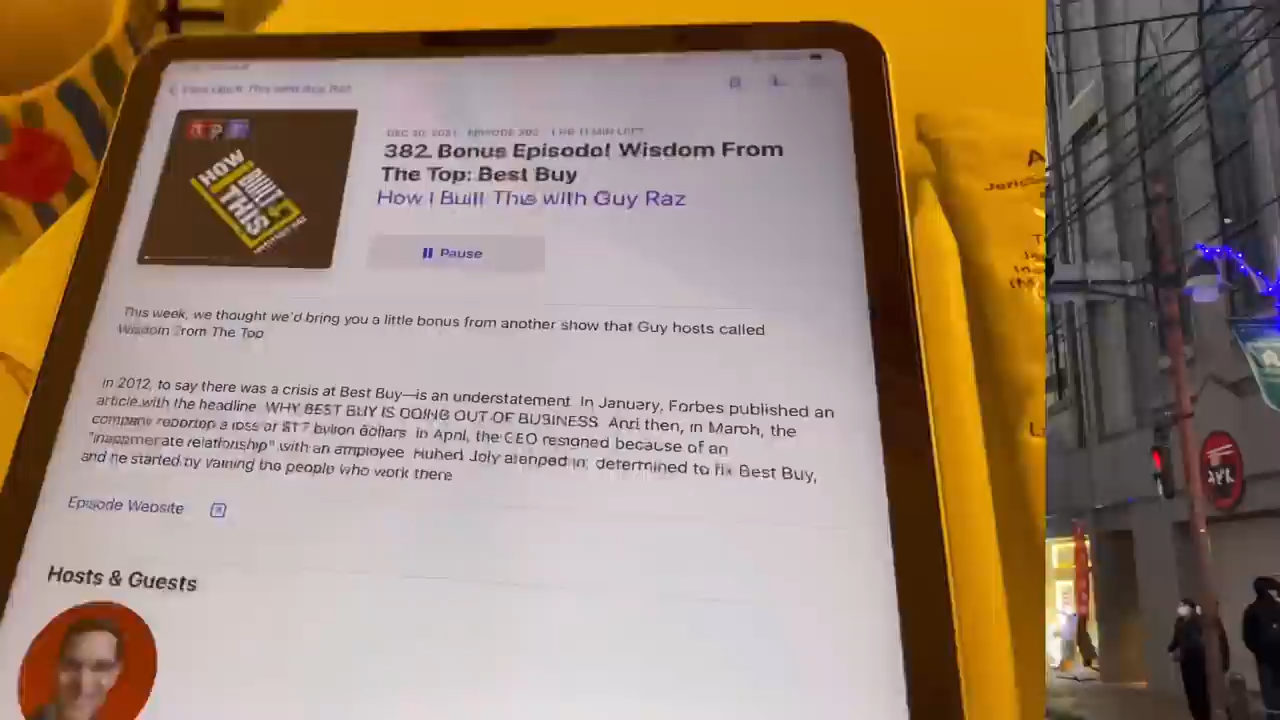 382. Bonus Episode! Wisdom From
The Top: Best Buy
How I Built This with Guy Raz
Pause
HOW
I BUILT
THIS
This week, we thought we'd bring you a little bonus from another show that Guy hosts called
Wisdom From The Top
In 2012, to say there was a crisis at Best Buy—is an understatement. In January, Forbes published an
article with the headline WHY BEST BUY IS GOING OUT OF BUSINESS And then, in March, the
company reported a loss of billion dollars in April, the CEO resigned because of an
relationship" with an employee in, determined to fix Best Buy,
and he started by the people who work there
Episode Website
Hosts & Guests